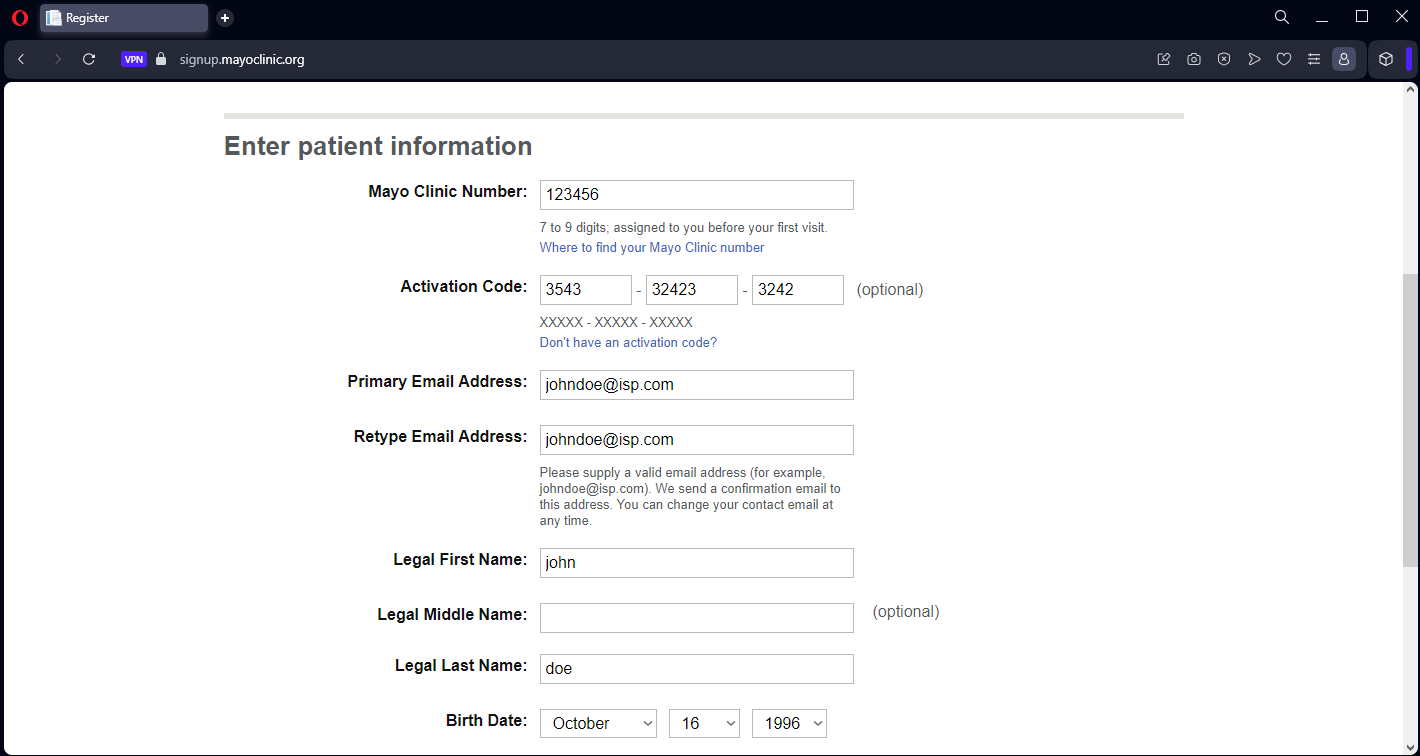 Register
VPN
signup.mayoclinic.org
Enter patient information
Mayo Clinic Number: 123456
7 to 9 digits; assigned to you before your first visit.
Where to find your Mayo Clinic number
Activation Code: 3543 - 32423 - 3242 (optional)
XXXXX - XXXXX - XXXXX
Don't have an activation code?
Primary Email Address: johndoe@isp.com
Retype Email Address: johndoe@isp.com
Please supply a valid email address (for example,
johndoe@isp.com). We send a confirmation email to
this address. You can change your contact email at
any time.
Legal First Name: john
Legal Middle Name: (optional)
Legal Last Name: doe
Birth Date: October 16 1996